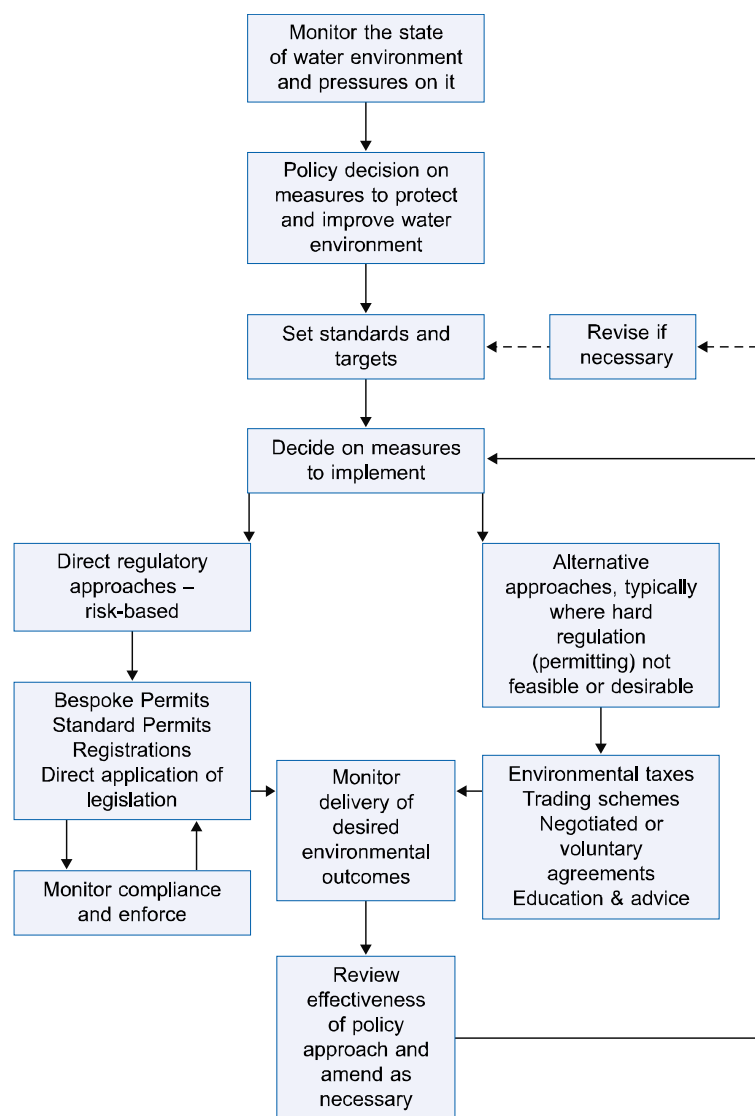 Monitor the state
of water environment
and pressures on it
Policy decision on
measures to protect
and improve water
environment
Set standards and
targets
Revise if
necessary
Decide on measures
to implement
Direct regulatory
approaches –
risk-based
Alternative
approaches, typically
where hard
regulation
(permitting) not
feasible or desirable
Bespoke Permits
Standard Permits
Registrations
Direct application of
legislation
Monitor
delivery of
desired
environmental
outcomes
Environmental taxes
Trading schemes
Negotiated or
voluntary
agreements
Education & advice
Monitor compliance
and enforce
Review
effectiveness
of policy
approach and
amend as
necessary